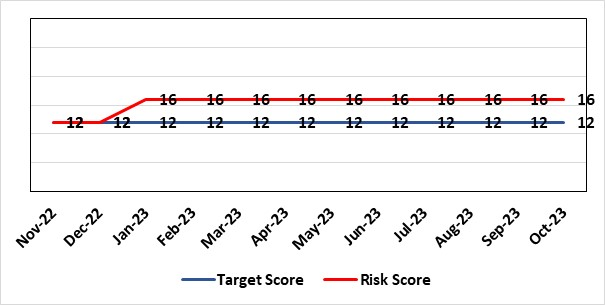 16 16 16 16 16 16 16 16 16 16
12 12 12 12 12 12 12 12 12 12 12 12
Nov-22 Dec-22 Jan-23 Feb-23 Mar-23 Apr-23 May-23 Jun-23 Jul-23 Aug-23 Sep-23 Oct-23
Target Score Risk Score